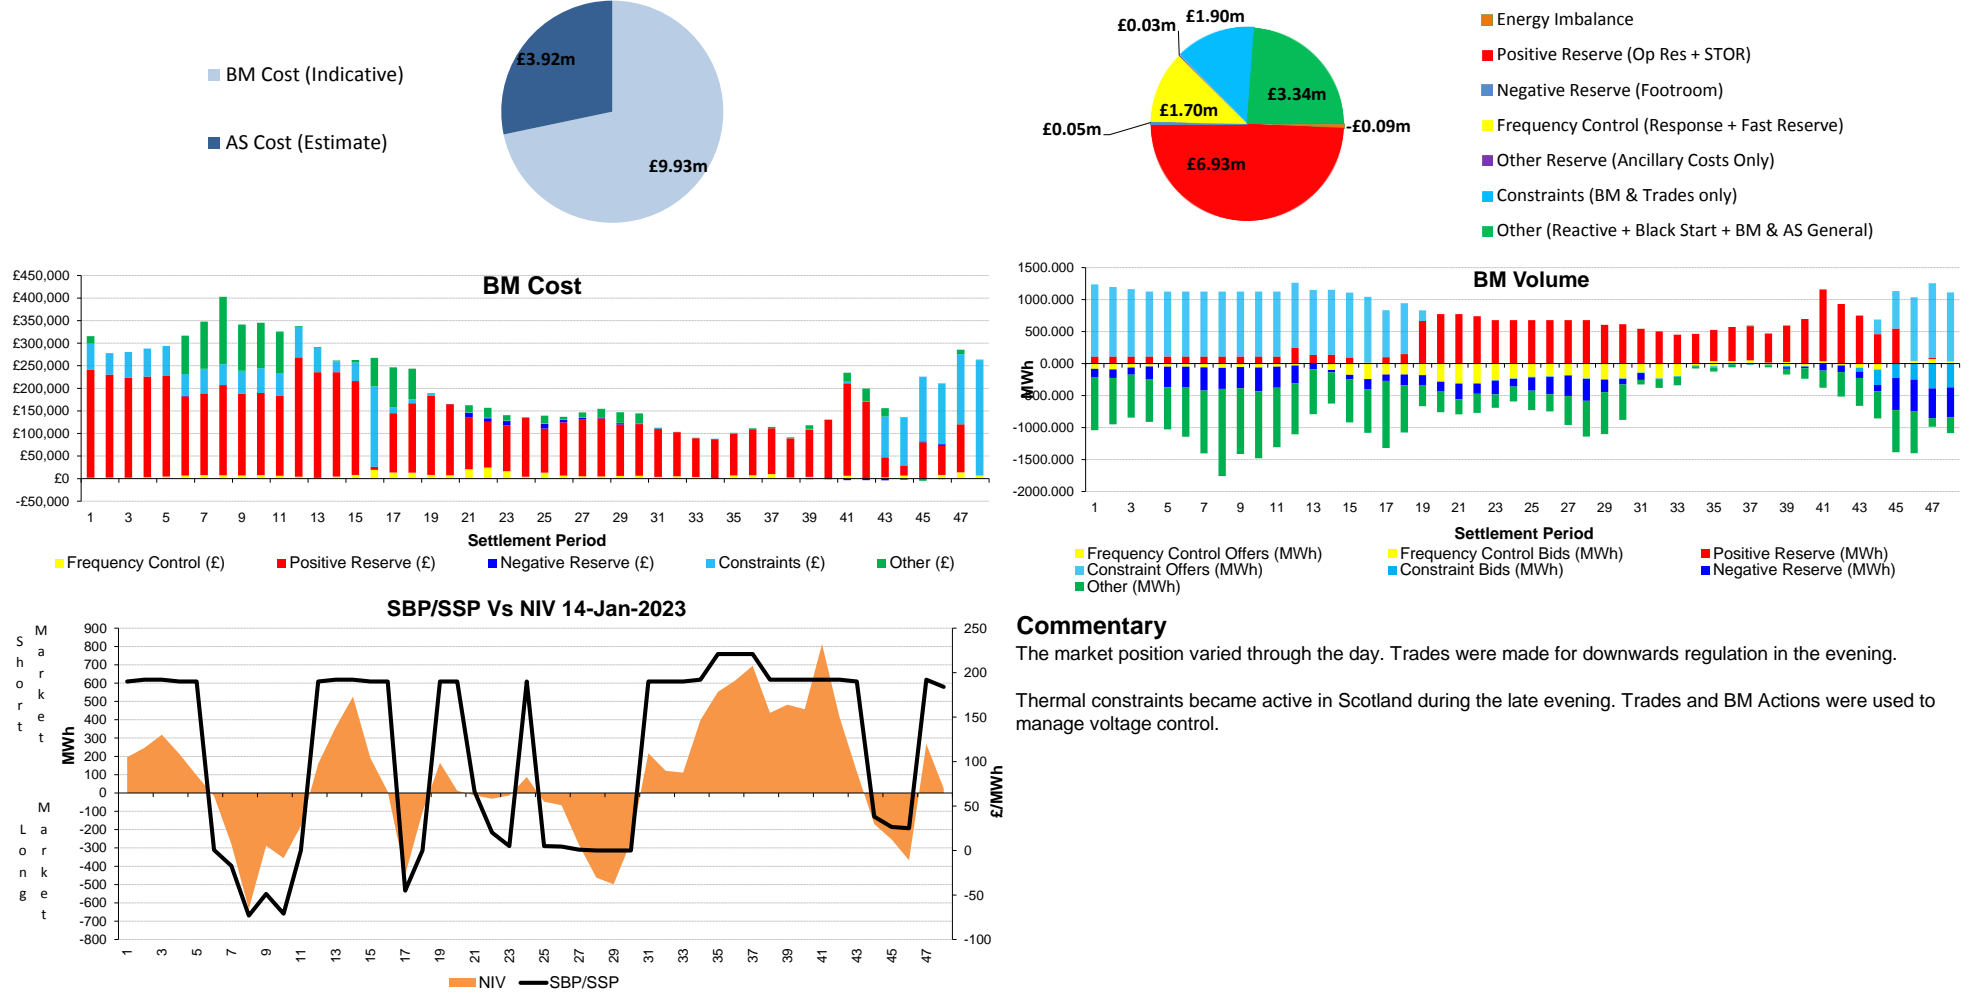 BM Cost (Indicative)
AS Cost (Estimate)
£3.92m
£9.93m
£0.03m
£1.90m
£3.34m
£1.70m
£0.05m
-£0.09m
£6.93m
Energy Imbalance
Positive Reserve (Op Res + STOR)
Negative Reserve (Footroom)
Frequency Control (Response + Fast Reserve)
Other Reserve (Ancillary Costs Only)
Constraints (BM & Trades only)
Other (Reactive + Black Start + BM & AS General)
BM Cost
£450,000
£400,000
£350,000
£300,000
£250,000
£200,000
£150,000
£100,000
£50,000
£0
-£50,000
1 3 5 7 9 11 13 15 17 19 21 23 25 27 29 31 33 35 37 39 41 43 45 47
Settlement Period
Frequency Control (£) Positive Reserve (£) Negative Reserve (£) Constraints (£) Other (£)
BM Volume
1500.000
1000.000
500.000
0.000
-500.000
-1000.000
-1500.000
-2000.000
MWh
1 3 5 7 9 11 13 15 17 19 21 23 25 27 29 31 33 35 37 39 41 43 45 47
Settlement Period
Frequency Control Offers (MWh) Frequency Control Bids (MWh) Positive Reserve (MWh)
Constraint Offers (MWh) Constraint Bids (MWh) Negative Reserve (MWh)
Other (MWh)
SBP/SSP Vs NIV 14-Jan-2023
Short Market
Long Market
MWh
900
800
700
600
500
400
300
200
100
0
-100
-200
-300
-400
-500
-600
-700
-800
250
200
150
100
50
0
-50
-100
£/MWh
1 3 5 7 9 11 13 15 17 19 21 23 25 27 29 31 33 35 37 39 41 43 45 47
NIV SBP/SSP
Commentary
The market position varied through the day. Trades were made for downwards regulation in the evening.
Thermal constraints became active in Scotland during the late evening. Trades and BM Actions were used to
manage voltage control.